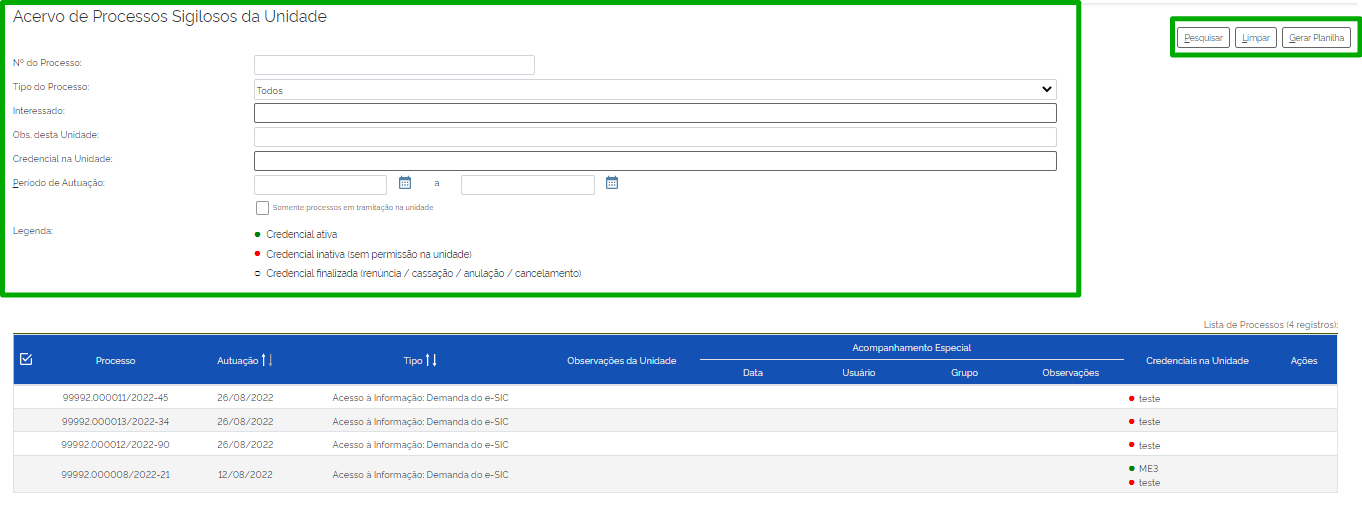 Acervo de Processos Sigilosos da Unidade
Pesquisar Limpar Gerar Planilha
Nº do Processo:
Tipo do Processo: Todos
Interessado:
Obs. desta Unidade:
Credencial na Unidade:
Período de Autuação: a
Somente processos em tramitação na unidade
Legenda: Credencial ativa
Credencial inativa (sem permissão na unidade)
Credencial finalizada (renúncia / cassação / anulação / cancelamento)
Lista de Processos (4 registros):
Processo Autuação Tipo Observações da Unidade Acompanhamento Especial Credenciais na Unidade Ações
Data Usuário Grupo Observações
99992.000011/2022-45 26/08/2022 Acesso à Informação: Demanda do e-SIC teste
99992.000013/2022-34 26/08/2022 Acesso à Informação: Demanda do e-SIC teste
99992.000012/2022-90 26/08/2022 Acesso à Informação: Demanda do e-SIC teste
99992.000008/2022-21 12/08/2022 Acesso à Informação: Demanda do e-SIC ME3
teste